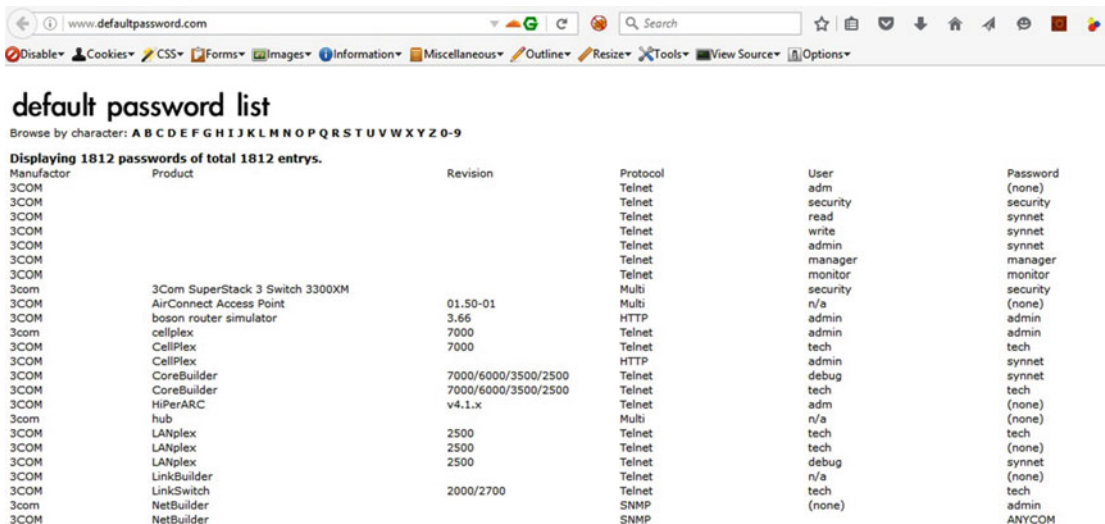 www.defaultpassword.com
Search
Disable Cookies CSS Forms Images Information Miscellaneous Outline Resize Tools View Source Options
default password list
Browse by character: A B C D E F G H I J K L M N O P Q R S T U V W X Y Z 0-9
Displaying 1812 passwords of total 1812 entrys.
Manufactor Product Revision Protocol User Password
3COM Telnet adm (none)
3COM Telnet security security
3COM Telnet read synnet
3COM Telnet write synnet
3COM Telnet admin synnet
3COM Telnet manager manager
3COM Telnet monitor monitor
3com 3Com SuperStack 3 Switch 3300XM Multi security security
3COM AirConnect Access Point 01.50-01 Multi n/a (none)
3COM boson router simulator 3.66 HTTP admin admin
3com cellplex 7000 Telnet admin admin
3COM CellPlex 7000 Telnet tech tech
3COM CellPlex HTTP admin synnet
3COM CoreBuilder 7000/6000/3500/2500 Telnet debug synnet
3COM CoreBuilder 7000/6000/3500/2500 Telnet tech tech
3COM HiPerARC v4.1.x Telnet adm (none)
3com hub Multi n/a (none)
3COM LANplex 2500 Telnet tech tech
3COM LANplex 2500 Telnet tech (none)
3COM LANplex 2500 Telnet debug synnet
3COM LinkBuilder Telnet n/a (none)
3COM LinkSwitch 2000/2700 Telnet tech tech
3com NetBuilder SNMP (none) admin
3COM NetBuilder SNMP ANYCOM